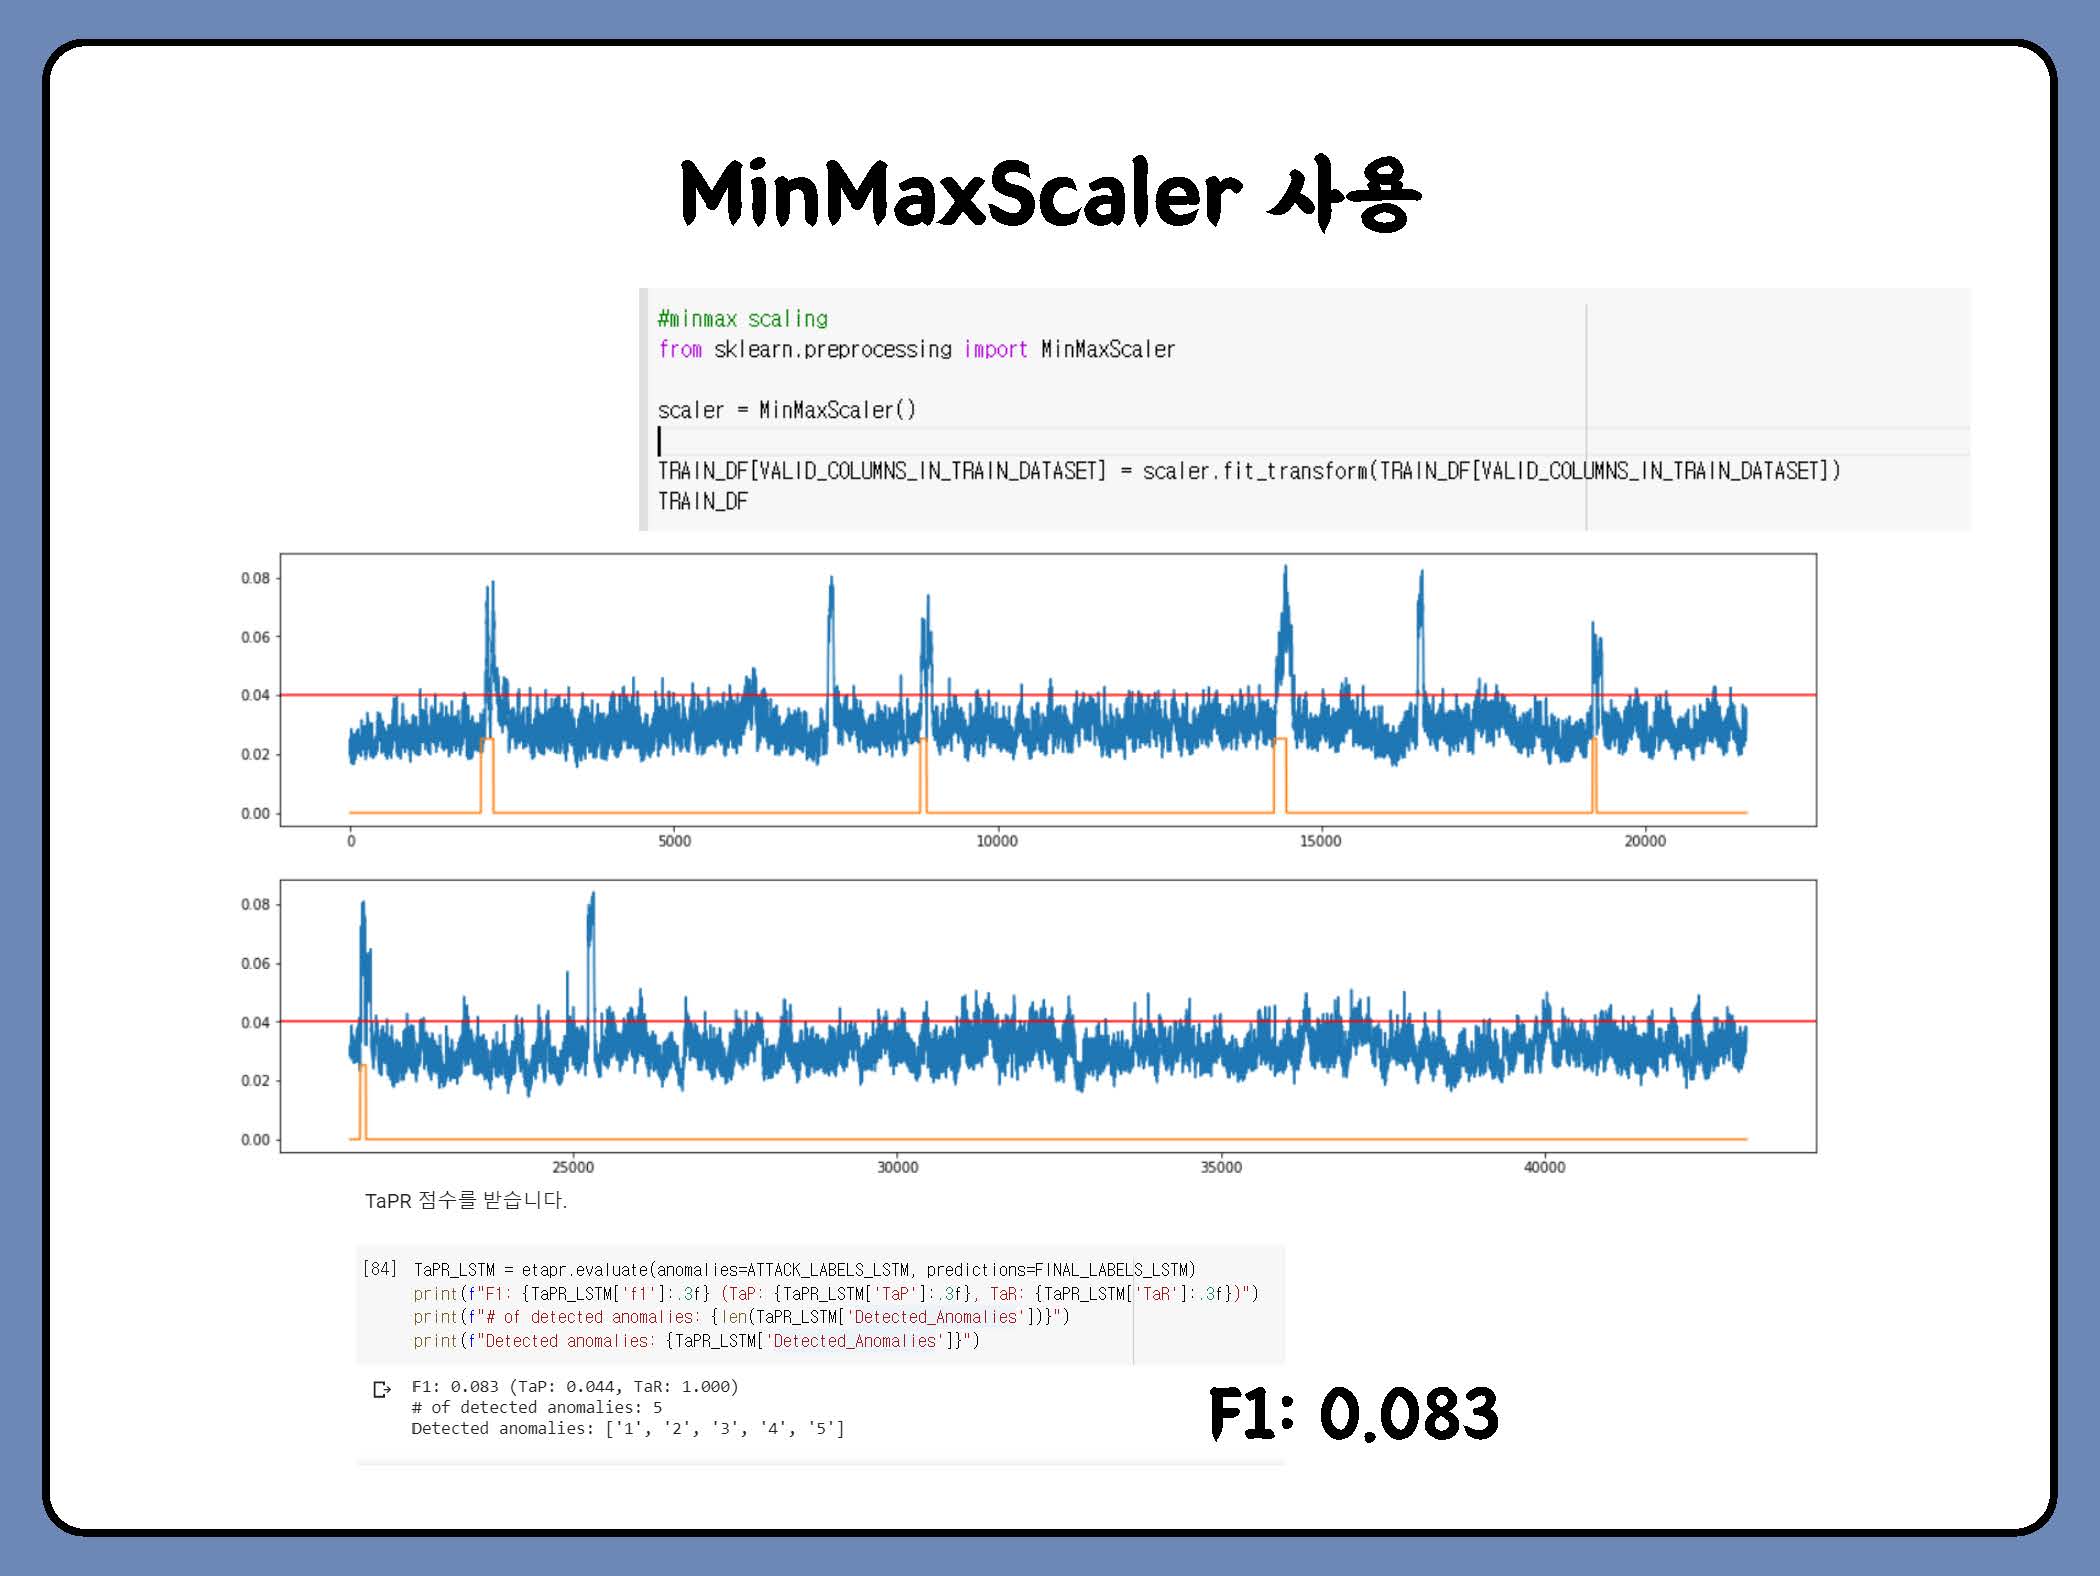 MinMaxScaler 사용
#minmax scaling
from sklearn.preprocessing import MinMaxScaler
scaler = MinMaxScaler()
TRAIN_DF[VALID_COLUMNS_IN_TRAIN_DATASET] = scaler.fit_transform(TRAIN_DF[VALID_COLUMNS_IN_TRAIN_DATASET])
TRAIN_DF
0.08
0.06
0.04
0.02
0.00
0 5000 10000 15000 20000
0.08
0.06
0.04
0.02
0.00
25000 30000 35000 40000
TaPR 점수를 받습니다.
[84] TaPR_LSTM = etapr.evaluate(anomalies=ATTACK_LABELS_LSTM, predictions=FINAL_LABELS_LSTM)
print(f"F1: {TaPR_LSTM['f1']:.3f} (TaP: {TaPR_LSTM['TaP']:.3f}, TaR: {TaPR_LSTM['TaR']:.3f})")
print(f"# of detected anomalies: {len(TaPR_LSTM['Detected_Anomalies'])}")
print(f"Detected anomalies: {TaPR_LSTM['Detected_Anomalies']}")
F1: 0.083 (TaP: 0.044, TaR: 1.000)
# of detected anomalies: 5
Detected anomalies: ['1', '2', '3', '4', '5']
F1: 0.083